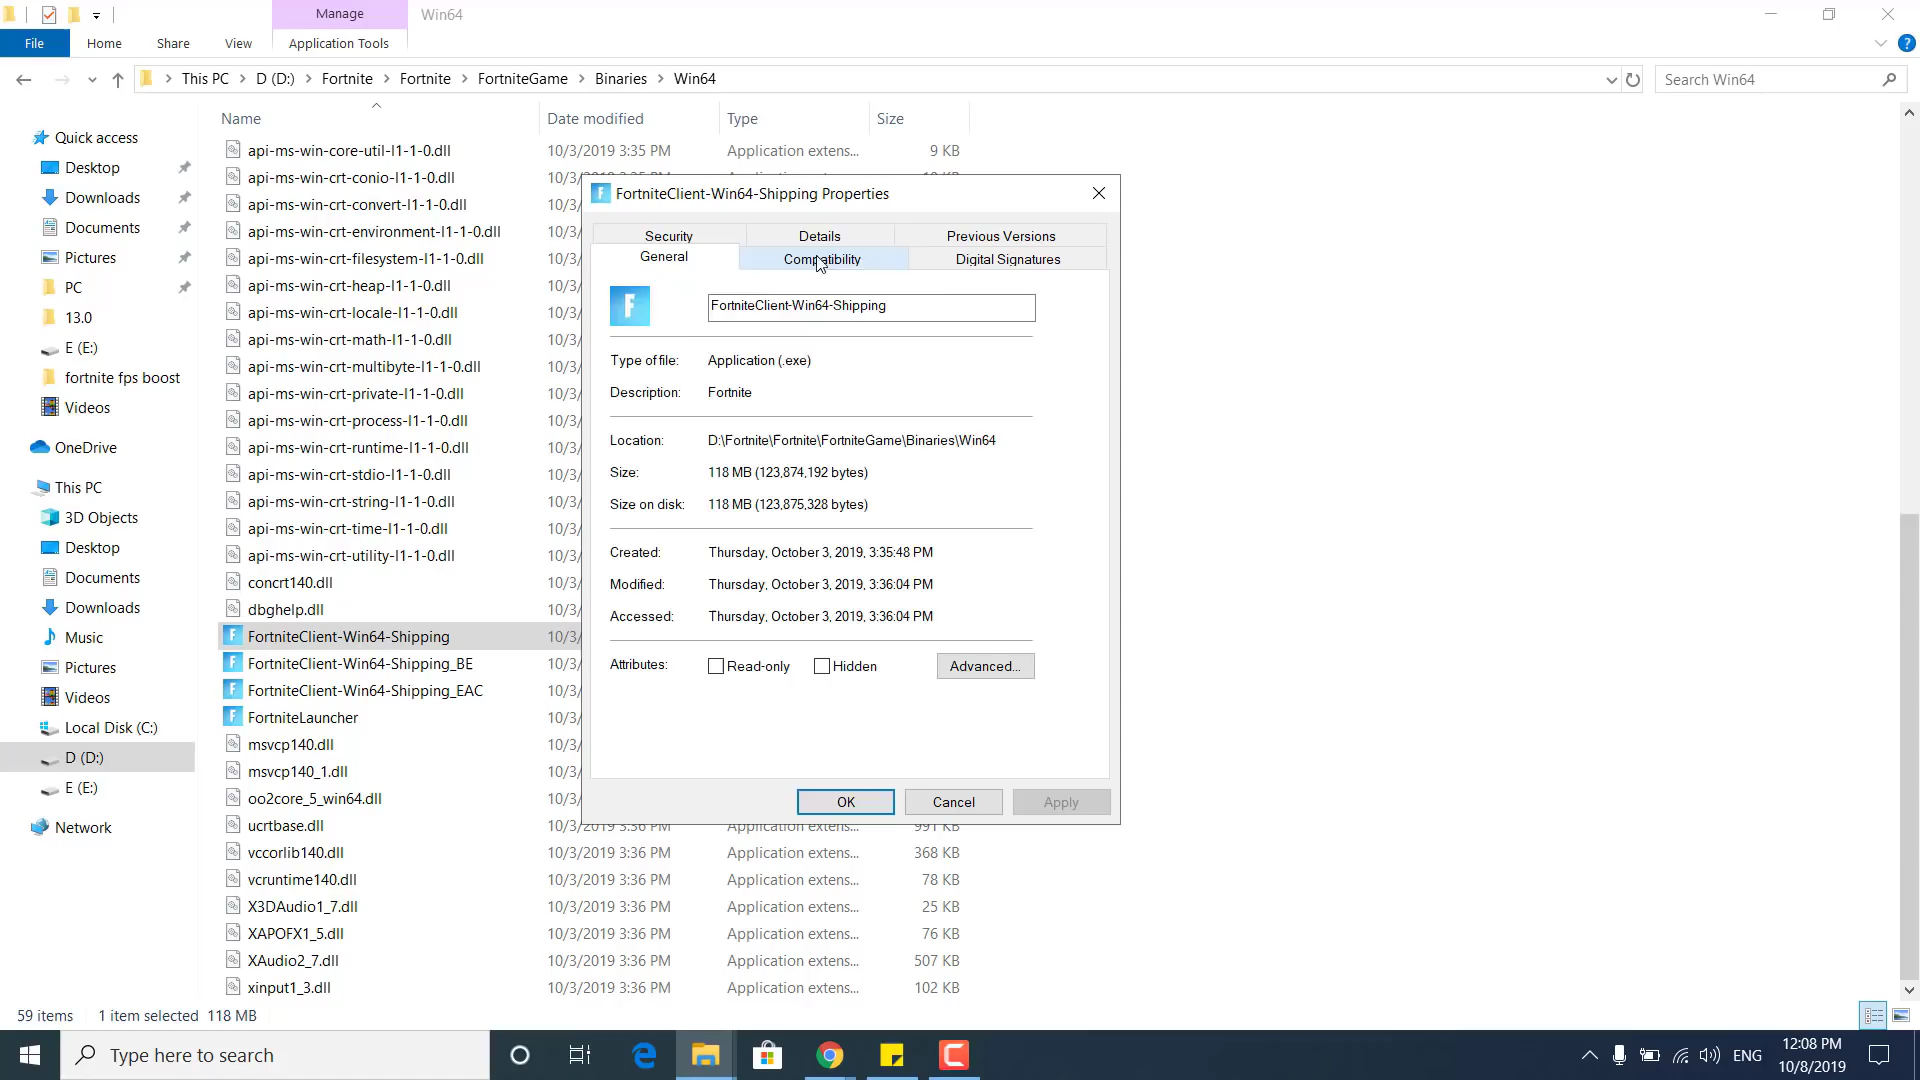 Manage
Win64
File
Home
Share
View
Application Tools
This PC
D (D:)
Fortnite
Fortnite
FortniteGame
Binaries
Win64
Search Win64
Name
Date modified
Type
Size
Quick access
Desktop
Downloads
Documents
Pictures
PC
13.0
E (E:)
fortnite fps boost
Videos
OneDrive
This PC
3D Objects
Desktop
Documents
Downloads
Music
Pictures
Videos
Local Disk (C:)
D (D:)
E (E:)
Network
api-ms-win-core-util-l1-1-0.dll 10/3/2019 3:35 PM Application extens... 9 KB
api-ms-win-crt-conio-l1-1-0.dll 10/3/
api-ms-win-crt-convert-l1-1-0.dll 10/3/
api-ms-win-crt-environment-l1-1-0.dll 10/3/
api-ms-win-crt-filesystem-l1-1-0.dll 10/3/
api-ms-win-crt-heap-l1-1-0.dll 10/3/
api-ms-win-crt-locale-l1-1-0.dll 10/3/
api-ms-win-crt-math-l1-1-0.dll 10/3/
api-ms-win-crt-multibyte-l1-1-0.dll 10/3/
api-ms-win-crt-private-l1-1-0.dll 10/3/
api-ms-win-crt-process-l1-1-0.dll 10/3/
api-ms-win-crt-runtime-l1-1-0.dll 10/3/
api-ms-win-crt-stdio-l1-1-0.dll 10/3/
api-ms-win-crt-string-l1-1-0.dll 10/3/
api-ms-win-crt-time-l1-1-0.dll 10/3/
api-ms-win-crt-utility-l1-1-0.dll 10/3/
concrt140.dll 10/3/
dbghelp.dll 10/3/
FortniteClient-Win64-Shipping 10/3/
FortniteClient-Win64-Shipping_BE 10/3/
FortniteClient-Win64-Shipping_EAC 10/3/
FortniteLauncher 10/3/
msvcp140.dll 10/3/
msvcp140_1.dll 10/3/
oo2core_5_win64.dll 10/3/
ucrtbase.dll 10/3/2019 3:36 PM Application extens... 991 KB
vccorlib140.dll 10/3/2019 3:36 PM Application extens... 368 KB
vcruntime140.dll 10/3/2019 3:36 PM Application extens... 78 KB
X3DAudio1_7.dll 10/3/2019 3:36 PM Application extens... 25 KB
XAPOFX1_5.dll 10/3/2019 3:36 PM Application extens... 76 KB
XAudio2_7.dll 10/3/2019 3:36 PM Application extens... 507 KB
xinput1_3.dll 10/3/2019 3:36 PM Application extens... 102 KB
FortniteClient-Win64-Shipping Properties
Security
Details
Previous Versions
General
Compatibility
Digital Signatures
FortniteClient-Win64-Shipping
Type of file: Application (.exe)
Description: Fortnite
Location: D:\Fortnite\Fortnite\FortniteGame\Binaries\Win64
Size: 118 MB (123,874,192 bytes)
Size on disk: 118 MB (123,875,328 bytes)
Created: Thursday, October 3, 2019, 3:35:48 PM
Modified: Thursday, October 3, 2019, 3:36:04 PM
Accessed: Thursday, October 3, 2019, 3:36:04 PM
Attributes: Read-only Hidden Advanced...
OK
Cancel
Apply
59 items 1 item selected 118 MB
Type here to search
ENG
12:08 PM
10/8/2019